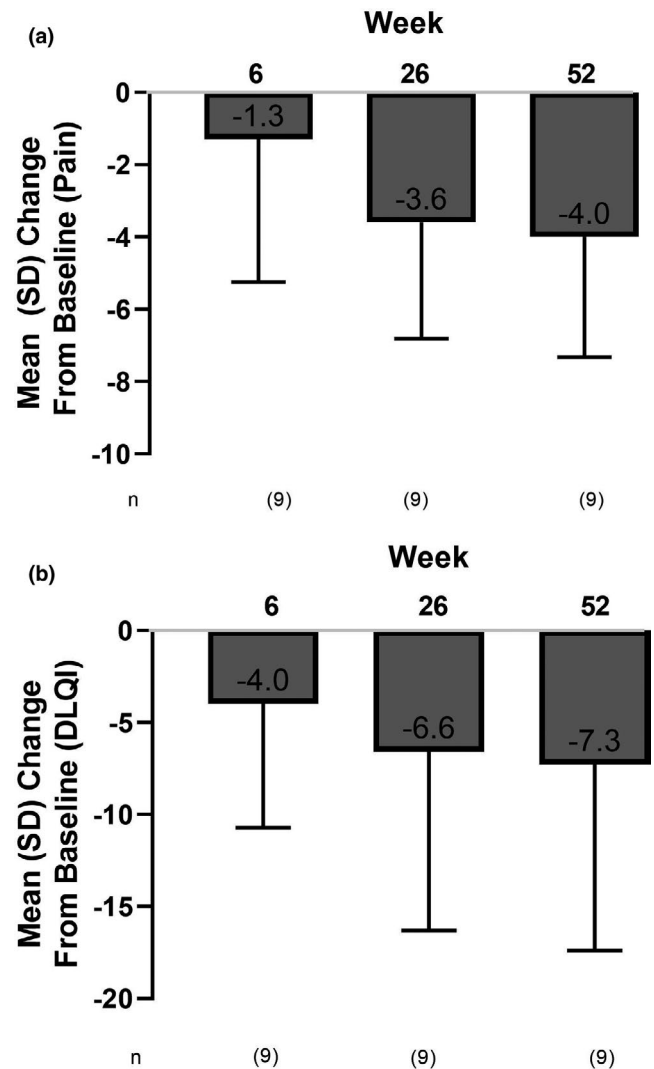 (a)
Week
6 26 52
Mean (SD) Change
From Baseline (Pain)
0
-2
-4
-6
-8
-10
-1.3
-3.6
-4.0
n (9) (9) (9)
(b)
Week
6 26 52
Mean (SD) Change
From Baseline (DLQI)
0
-5
-10
-15
-20
-4.0
-6.6
-7.3
n (9) (9) (9)